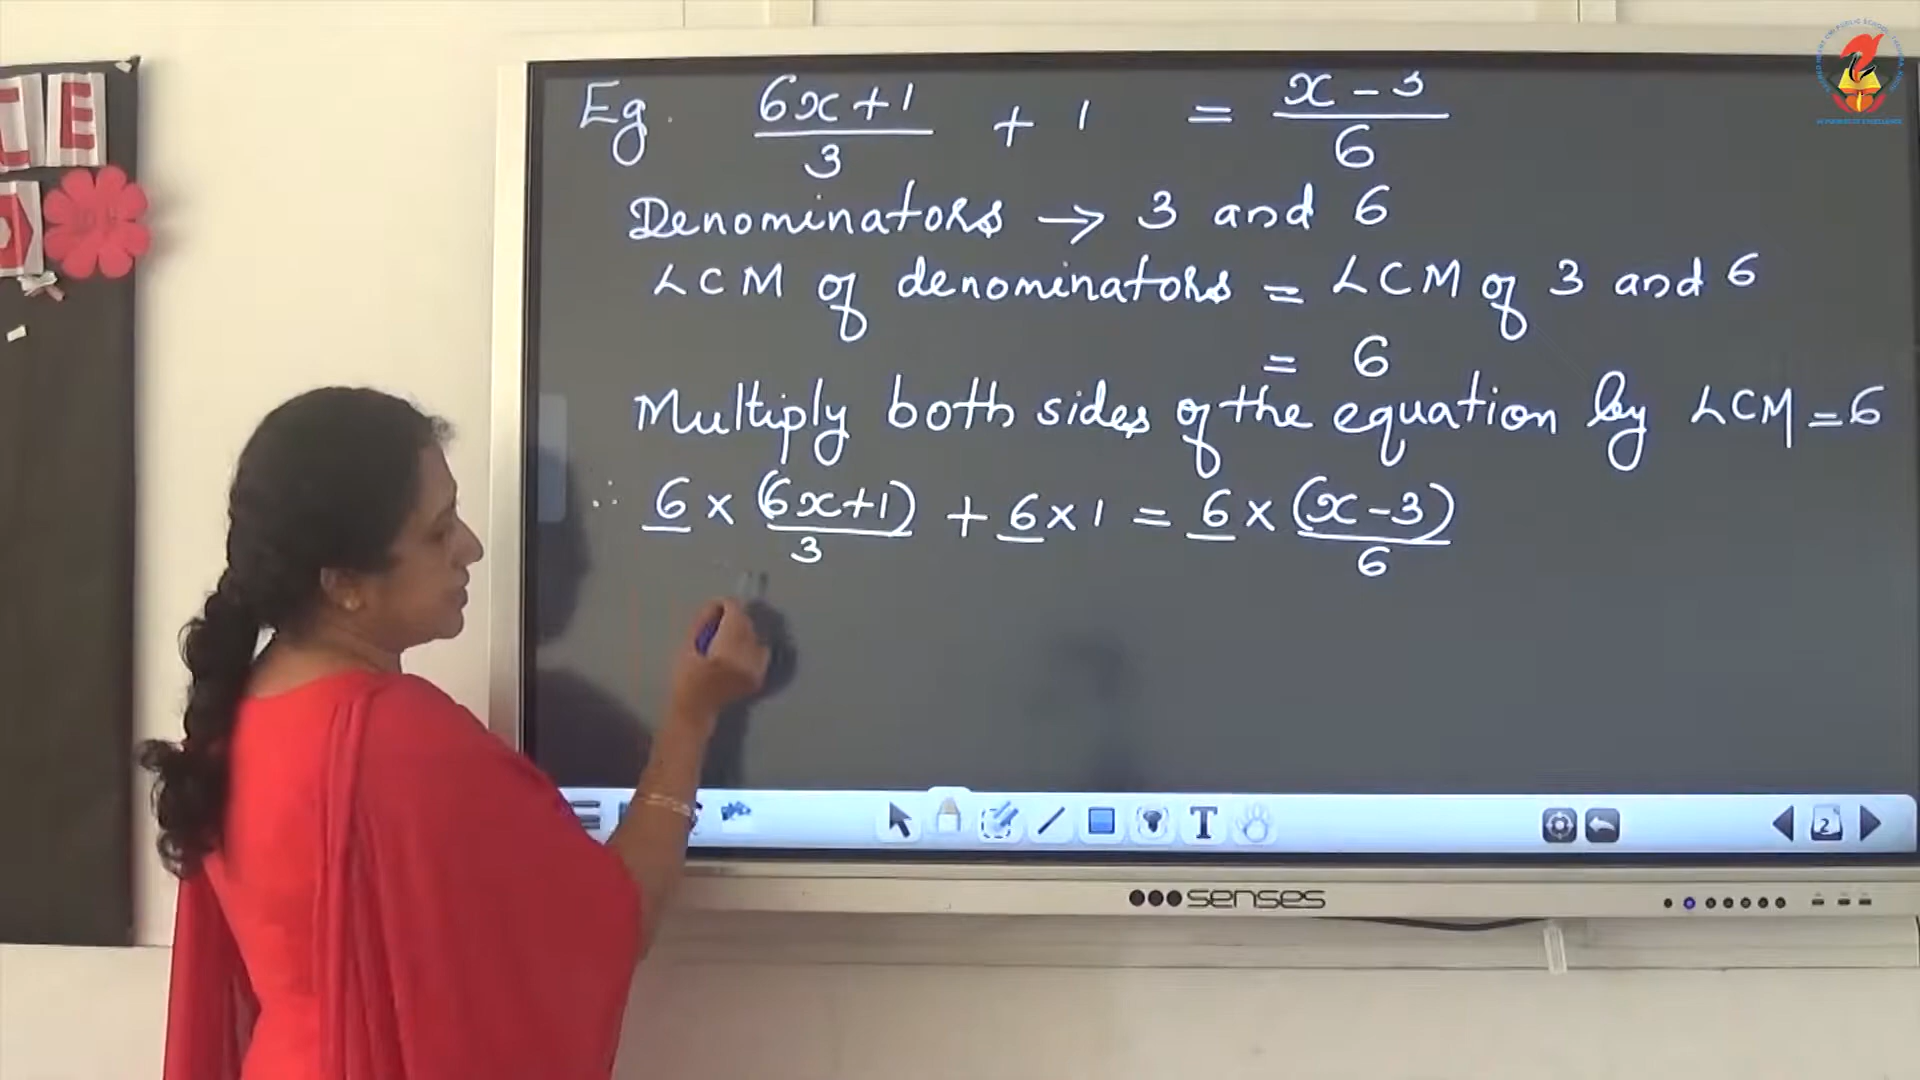 Eg. (6x+1)/3 + 1 = (x-3)/6
Denominators → 3 and 6
LCM of denominators = LCM of 3 and 6
= 6
Multiply both sides of the equation by LCM = 6
∴ 6 × (6x+1)/3 + 6 × 1 = 6 × (x-3)/6
T
2
senses
E